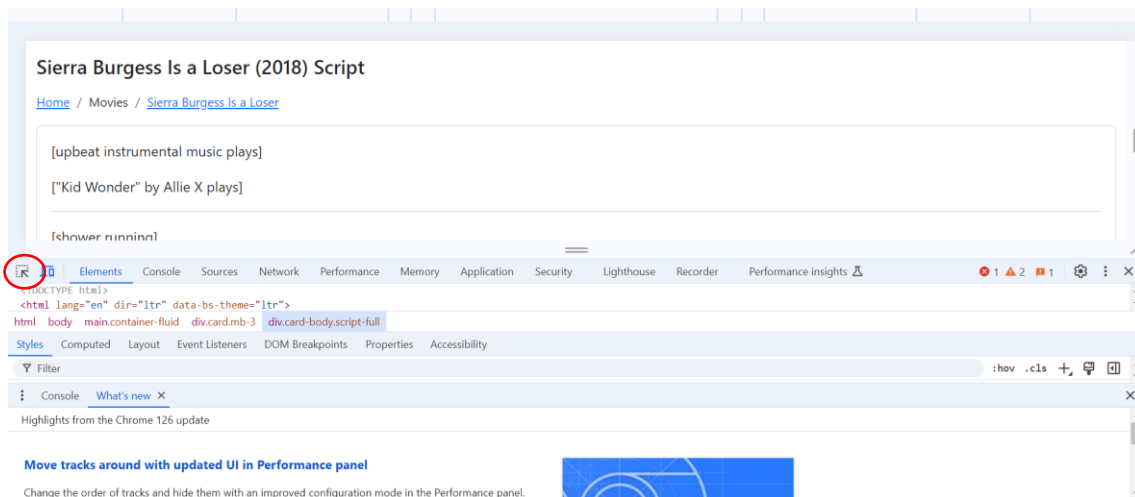 Sierra Burgess Is a Loser (2018) Script
Home / Movies / Sierra Burgess Is a Loser
[upbeat instrumental music plays]
["Kid Wonder" by Allie X plays]
[shower running]
Elements Console Sources Network Performance Memory Application Security Lighthouse Recorder Performance insights 1 2 1
<!DOCTYPE html>
<html lang="en" dir="ltr" data-bs-theme="ltr">
html body main.container-fluid div.card.mb-3 div.card-body.script-full
Styles Computed Layout Event Listeners DOM Breakpoints Properties Accessibility
Filter :hov .cls
Console What's new
Highlights from the Chrome 126 update
Move tracks around with updated UI in Performance panel
Change the order of tracks and hide them with an improved configuration mode in the Performance panel.